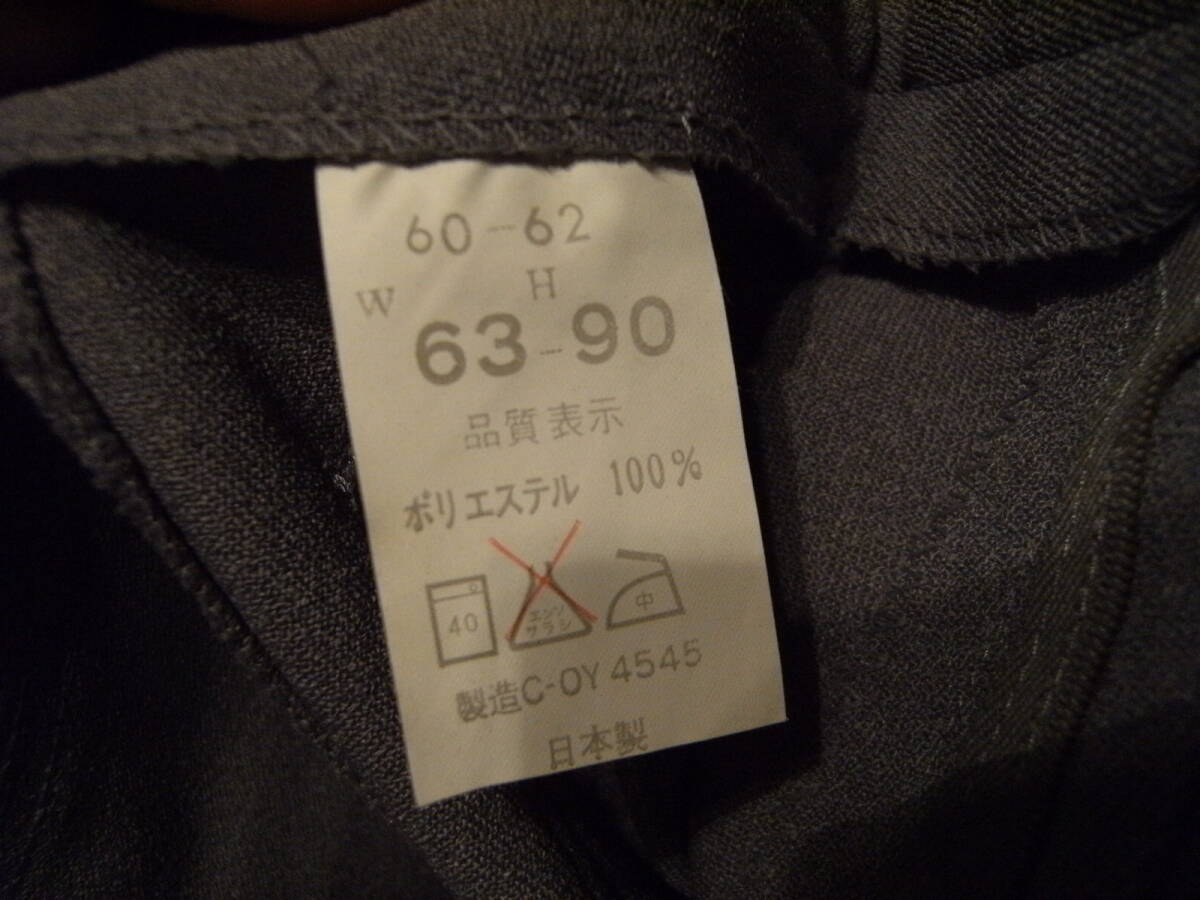 60-62
W H
63-90
品質表示
ポリエステル 100%
40 エンソサラシ 中
製造C-OY 4545
日本製